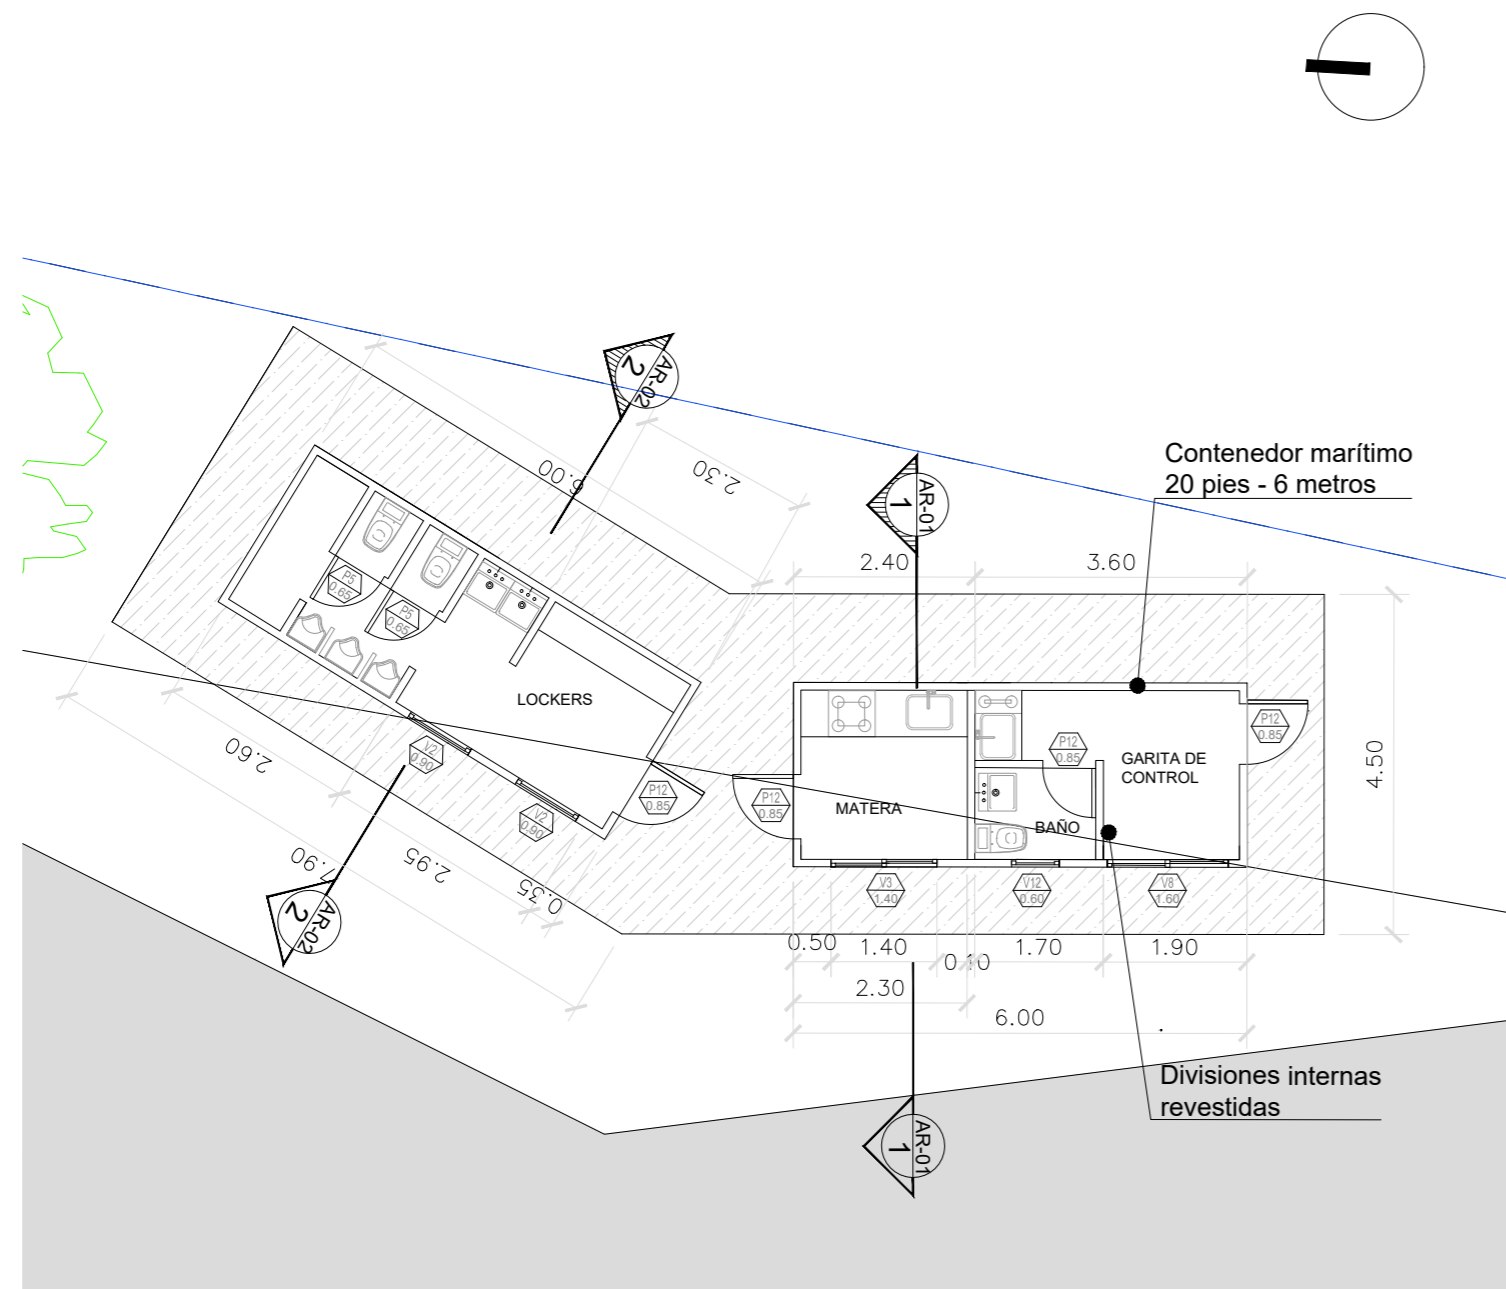 AR-02
2
6.00
2.30
Contenedor marítimo
20 pies - 6 metros
AR-01
1
2.40
3.60
P5
0.65
P5
0.65
LOCKERS
V2
0.90
V2
0.90
P12
0.85
P12
0.85
P12
0.85
P12
0.85
GARITA DE
CONTROL
MATERA
BAÑO
4.50
V3
1.40
V12
0.60
V8
1.60
2.60
2.95
0.35
7.90
AR-02
2
0.50
1.40
0.10
1.70
1.90
2.30
6.00
Divisiones internas
revestidas
AR-01
1